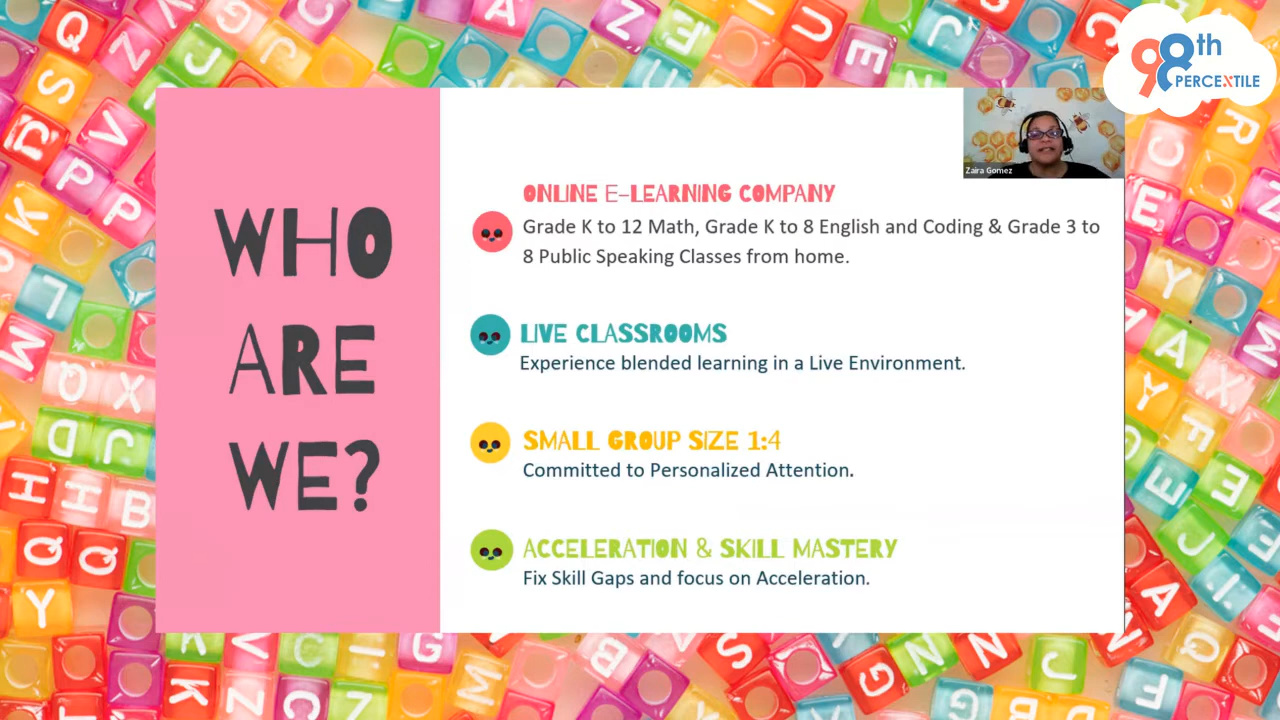 98th
PERCENTILE
Zaira Gomez
WHO
ARE
WE?
ONLINE E-LEARNING COMPANY
Grade K to 12 Math, Grade K to 8 English and Coding & Grade 3 to
8 Public Speaking Classes from home.
LIVE CLASSROOMS
Experience blended learning in a Live Environment.
SMALL GROUP SIZE 1:4
Committed to Personalized Attention.
ACCELERATION & SKILL MASTERY
Fix Skill Gaps and focus on Acceleration.